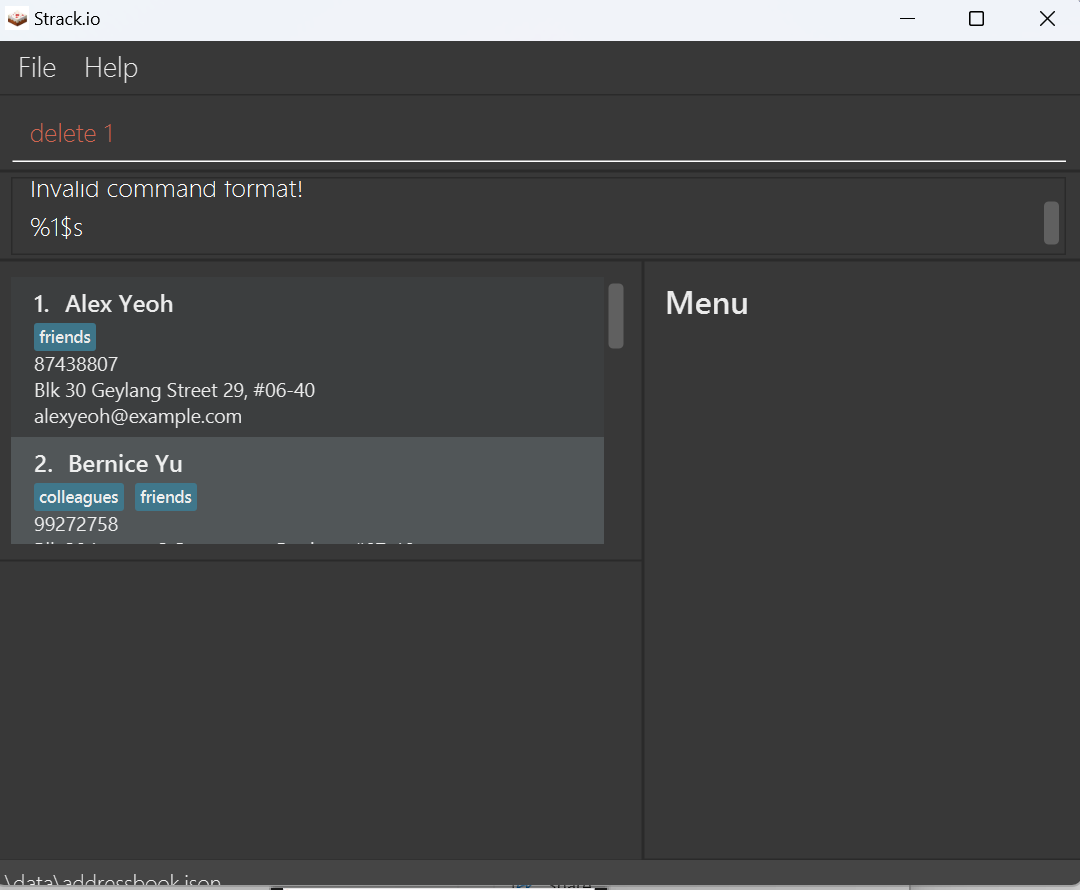 Strack.io
File Help
delete 1
Invalid command format!
%1$s
1. Alex Yeoh
friends
87438807
Blk 30 Geylang Street 29, #06-40
alexyeoh@example.com
2. Bernice Yu
colleagues friends
99272758
Menu
\data\addressbook.json